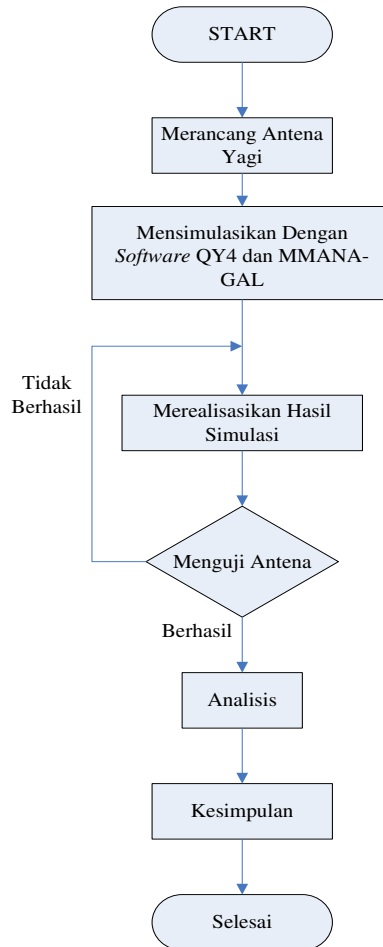 START
Merancang Antena
Yagi
Mensimulasikan Dengan
Software QY4 dan MMANA-
GAL
Tidak
Berhasil
Merealisasikan Hasil
Simulasi
Menguji Antena
Berhasil
Analisis
Kesimpulan
Selesai